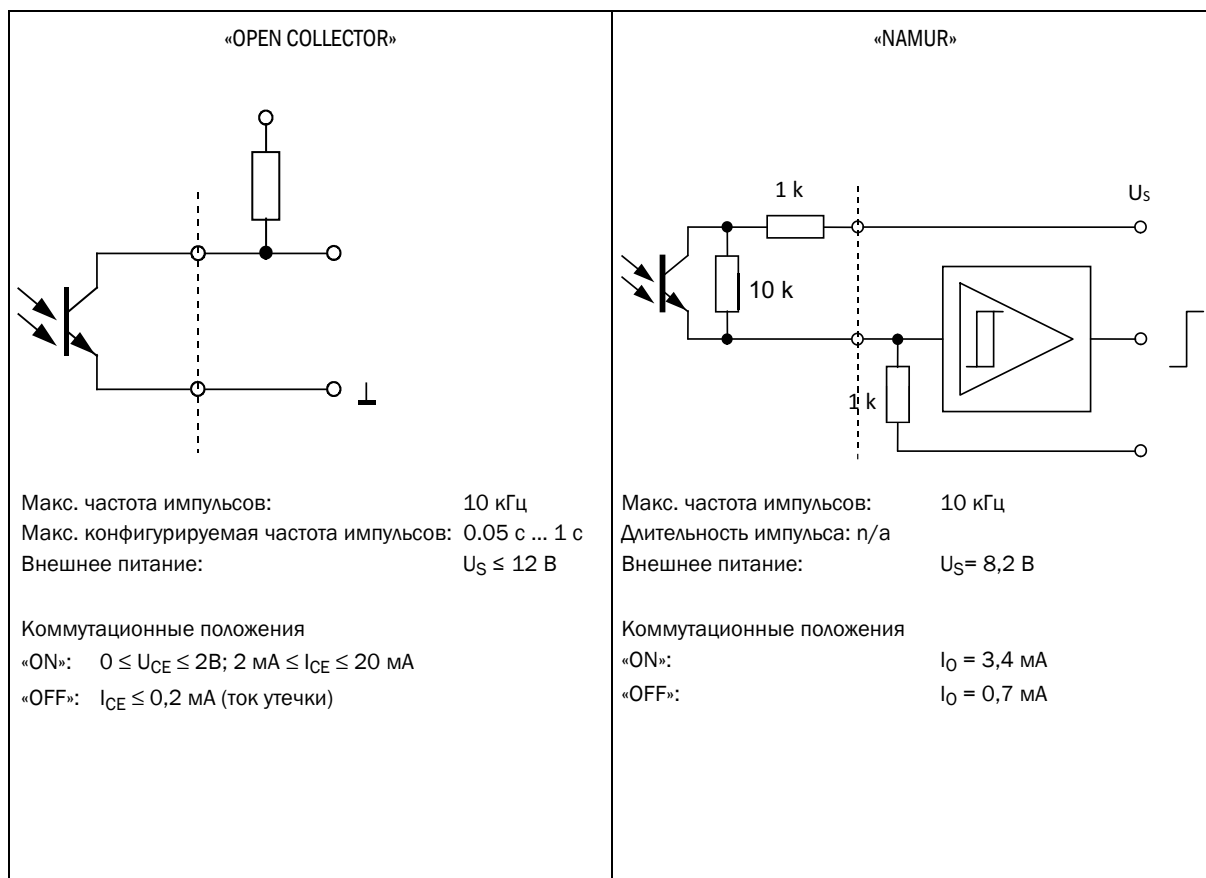 «OPEN COLLECTOR»
Макс. частота импульсов: 10 кГц
Макс. конфигурируемая частота импульсов: 0.05 с ... 1 с
Внешнее питание: US ≤ 12 В
Коммутационные положения
«ON»: 0 ≤ UCE ≤ 2В; 2 мА ≤ ICE ≤ 20 мА
«OFF»: ICE ≤ 0,2 мА (ток утечки)
«NAMUR»
1 k
Us
10 k
1 k
Макс. частота импульсов: 10 кГц
Длительность импульса: n/a
Внешнее питание: US= 8,2 В
Коммутационные положения
«ON»: IO = 3,4 мА
«OFF»: IO = 0,7 мА